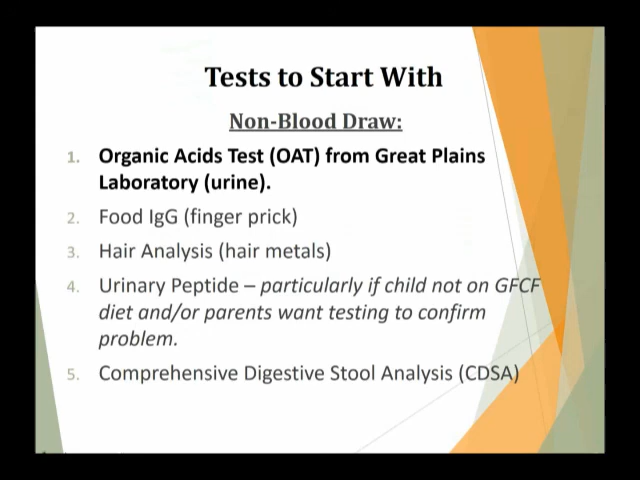 Tests to Start With
Non-Blood Draw:
1. Organic Acids Test (OAT) from Great Plains
Laboratory (urine).
2. Food IgG (finger prick)
3. Hair Analysis (hair metals)
4. Urinary Peptide – particularly if child not on GFCF
diet and/or parents want testing to confirm
problem.
5. Comprehensive Digestive Stool Analysis (CDSA)